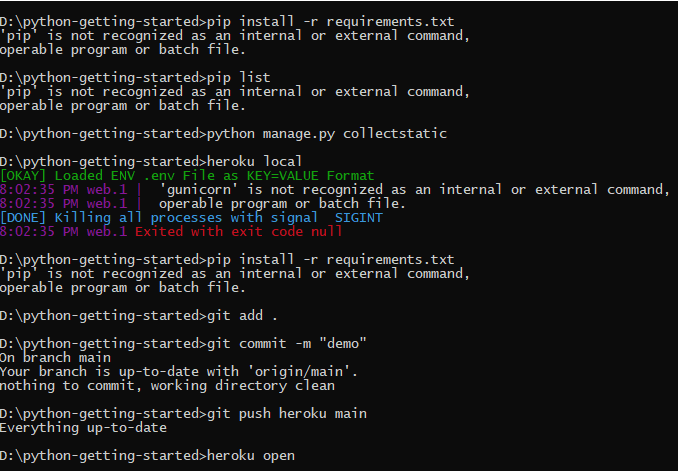 D:\python-getting-started>pip install -r requirements.txt
'pip' is not recognized as an internal or external command,
operable program or batch file.
D:\python-getting-started>pip list
'pip' is not recognized as an internal or external command,
operable program or batch file.
D:\python-getting-started>python manage.py collectstatic
D:\python-getting-started>heroku local
[OKAY] Loaded ENV .env File as KEY=VALUE Format
8:02:35 PM web.1 |  'gunicorn' is not recognized as an internal or external command,
8:02:35 PM web.1 |  operable program or batch file.
[DONE] Killing all processes with signal  SIGINT
8:02:35 PM web.1 Exited with exit code null
D:\python-getting-started>pip install -r requirements.txt
'pip' is not recognized as an internal or external command,
operable program or batch file.
D:\python-getting-started>git add .
D:\python-getting-started>git commit -m "demo"
On branch main
Your branch is up-to-date with 'origin/main'.
nothing to commit, working directory clean
D:\python-getting-started>git push heroku main
Everything up-to-date
D:\python-getting-started>heroku open